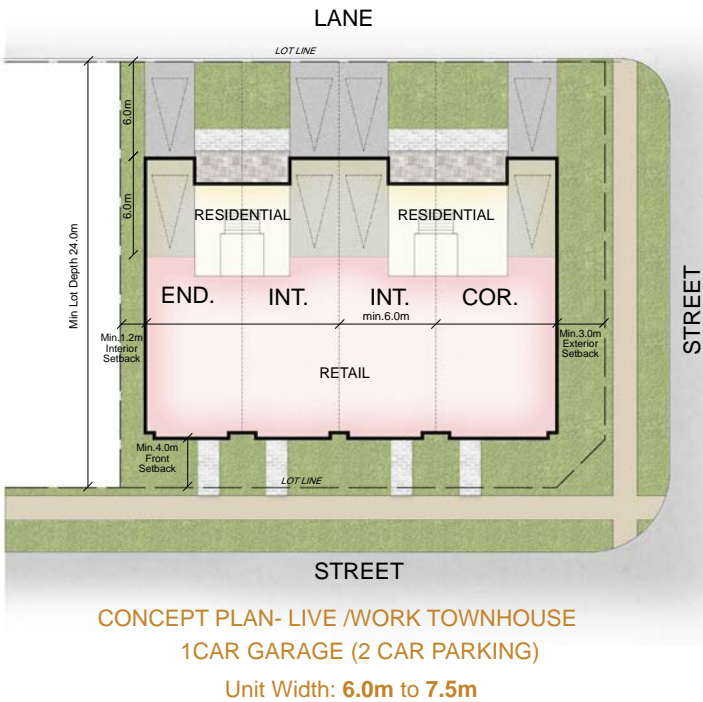 LANE
LOT LINE
6.0m
6.0m
Min Lot Depth 24.0m
RESIDENTIAL
RESIDENTIAL
STREET
END.
INT.
INT.
COR.
min.6.0m
Min.1.2m
Interior
Setback
Min.3.0m
Exterior
Setback
RETAIL
Min.4.0m
Front
Setback
LOT LINE
STREET
CONCEPT PLAN- LIVE /WORK TOWNHOUSE
1CAR GARAGE (2 CAR PARKING)
Unit Width: 6.0m to 7.5m